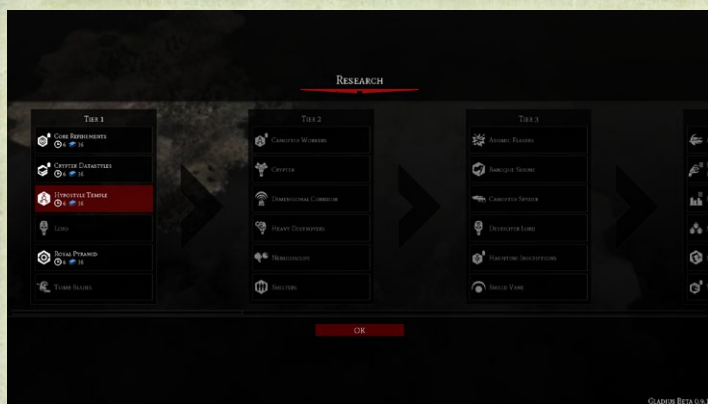 RESEARCH
TIER 1
CORE REFINEMENTS
6 16
CRYPTEK DATASTYLES
6 16
HYPOSTYLE TEMPLE
6 16
LORD
ROYAL PYRAMID
6 16
TOMB BLADES
TIER 2
CANOPTEK WORKERS
CRYPTEK
DIMENSIONAL CORRIDOR
HEAVY DESTROYERS
NEBULOSCOPE
SHELTERS
TIER 3
ATOMIC FLAYERS
BAROQUE SHRINE
CANOPTEK SPYDER
DESTROYER LORD
HAUNTING INSCRIPTIONS
SHIELD VANE
OK
GLADIUS BETA 0.9.1